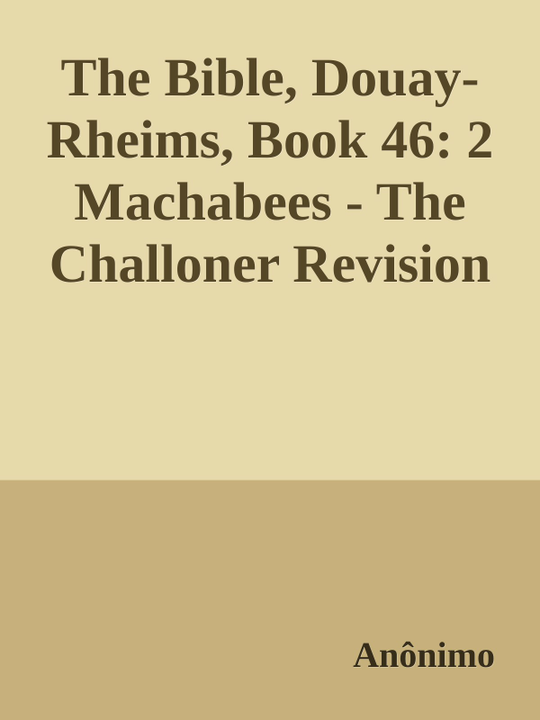 The Bible, Douay-
Rheims, Book 46: 2
Machabees - The
Challoner Revision
Anônimo